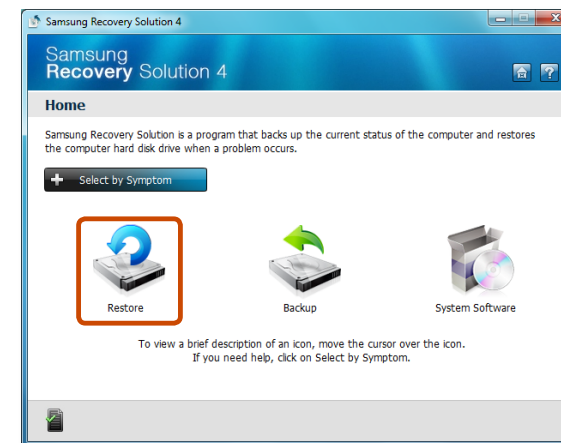 Samsung Recovery Solution 4
Samsung
Recovery Solution 4
Home
Samsung Recovery Solution is a program that backs up the current status of the computer and restores
the computer hard disk drive when a problem occurs.
Select by Symptom
Restore
Backup
System Software
To view a brief description of an icon, move the cursor over the icon.
If you need help, click on Select by Symptom.